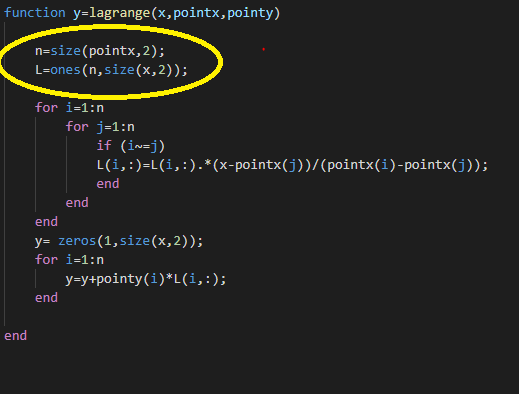 function y=lagrange(x,pointx,pointy)
n=size(pointx,2);
L=ones(n,size(x,2));
for i=1:n
for j=1:n
if (i~=j)
L(i,:)=L(i,:).*(x-pointx(j))/(pointx(i)-pointx(j));
end
end
end
y= zeros(1,size(x,2));
for i=1:n
y=y+pointy(i)*L(i,:);
end
end